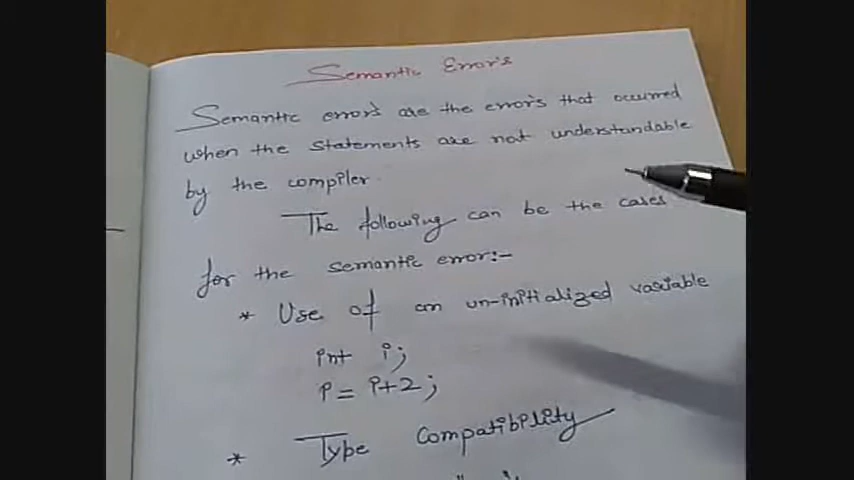 Semantic Errors
Semantic errors are the errors that occurred
when the statements are not understandable
by the compiler
The following can be the cases
for the semantic error:-
* Use of an un-initialized variable
int i;
i = i+2;
* Type Compatibility